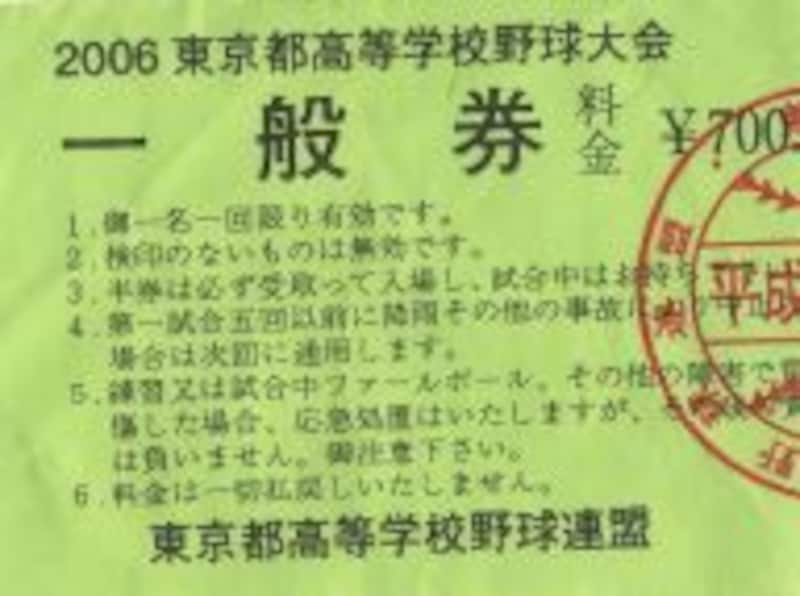 2006 東京都高等学校野球大会
一般券 料金 ￥700
1. 御一名一回限り有効です。
2. 検印のないものは無効です。
3. 半券は必ず受取って入場し、試合中はお持ち
4. 第一試合五回以前に降雨その他の事故に
場合は次回に通用します。
5. 練習又は試合中ファールボール。その他の障害で
傷した場合、応急処置はいたしますが、
は負いません。御注意下さい。
6. 料金は一切払戻しいたしません。
東京都高等学校野球連盟
平成